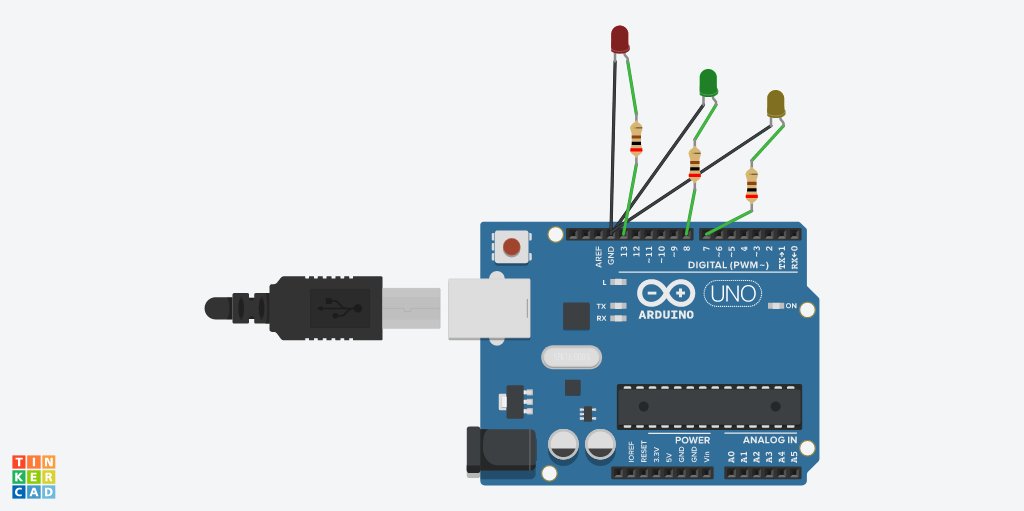 AREF
GND
13
12
~11
~10
~9
8
7
~6
~5
4
~3
2
TX→1
RX←0
DIGITAL (PWM~)
L
TX
RX
ARDUINO
UNO
ON
POWER
ANALOG IN
IOREF
RESET
3.3V
5V
GND
GND
Vin
A0
A1
A2
A3
A4
A5
TIN
KER
CAD